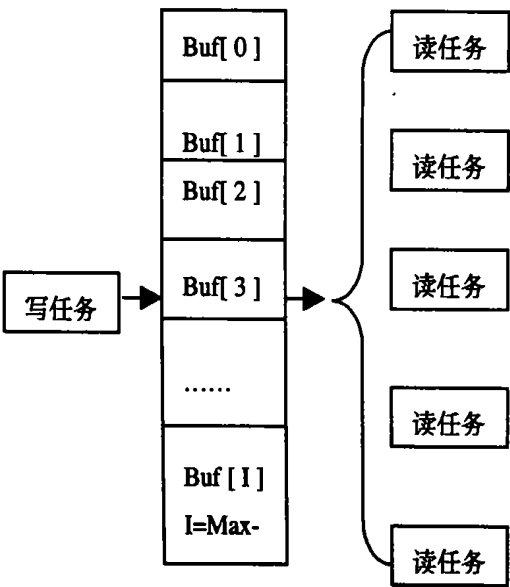 Buf[ 0 ]
Buf[ 1 ]
Buf[ 2 ]
Buf[ 3 ]
......
Buf [ I ]
I=Max-
写任务
读任务
读任务
读任务
读任务
读任务